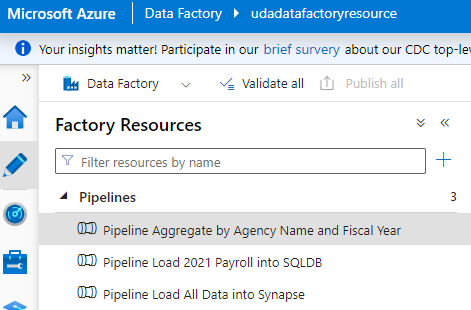 Microsoft Azure Data Factory udadatafactoryresource
Your insights matter! Participate in our brief survery about our CDC top-le
Data Factory Validate all Publish all
Factory Resources
Filter resources by name
Pipelines 3
Pipeline Aggregate by Agency Name and Fiscal Year
Pipeline Load 2021 Payroll into SQLDB
Pipeline Load All Data into Synapse